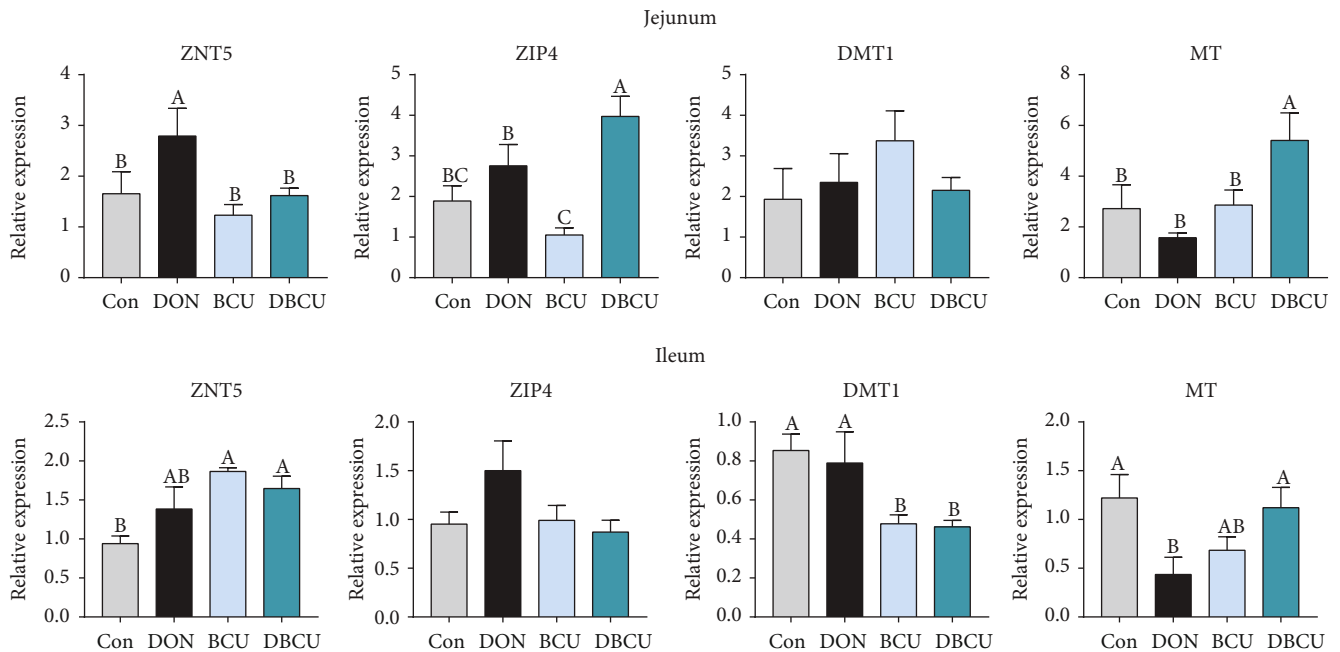 Jejunum
ZNT5
Relative expression
4
3
2
1
0
B
A
B
B
Con DON BCU DBCU
ZIP4
Relative expression
5
4
3
2
1
0
BC
B
C
A
Con DON BCU DBCU
DMT1
Relative expression
5
4
3
2
1
0
Con DON BCU DBCU
MT
Relative expression
8
6
4
2
0
B
B
B
A
Con DON BCU DBCU
Ileum
ZNT5
Relative expression
2.5
2.0
1.5
1.0
0.5
0.0
B
AB
A
A
Con DON BCU DBCU
ZIP4
Relative expression
2.0
1.5
1.0
0.5
0.0
Con DON BCU DBCU
DMT1
Relative expression
1.0
0.8
0.6
0.4
0.2
0.0
A
A
B
B
Con DON BCU DBCU
MT
Relative expression
2.0
1.5
1.0
0.5
0.0
A
B
AB
A
Con DON BCU DBCU